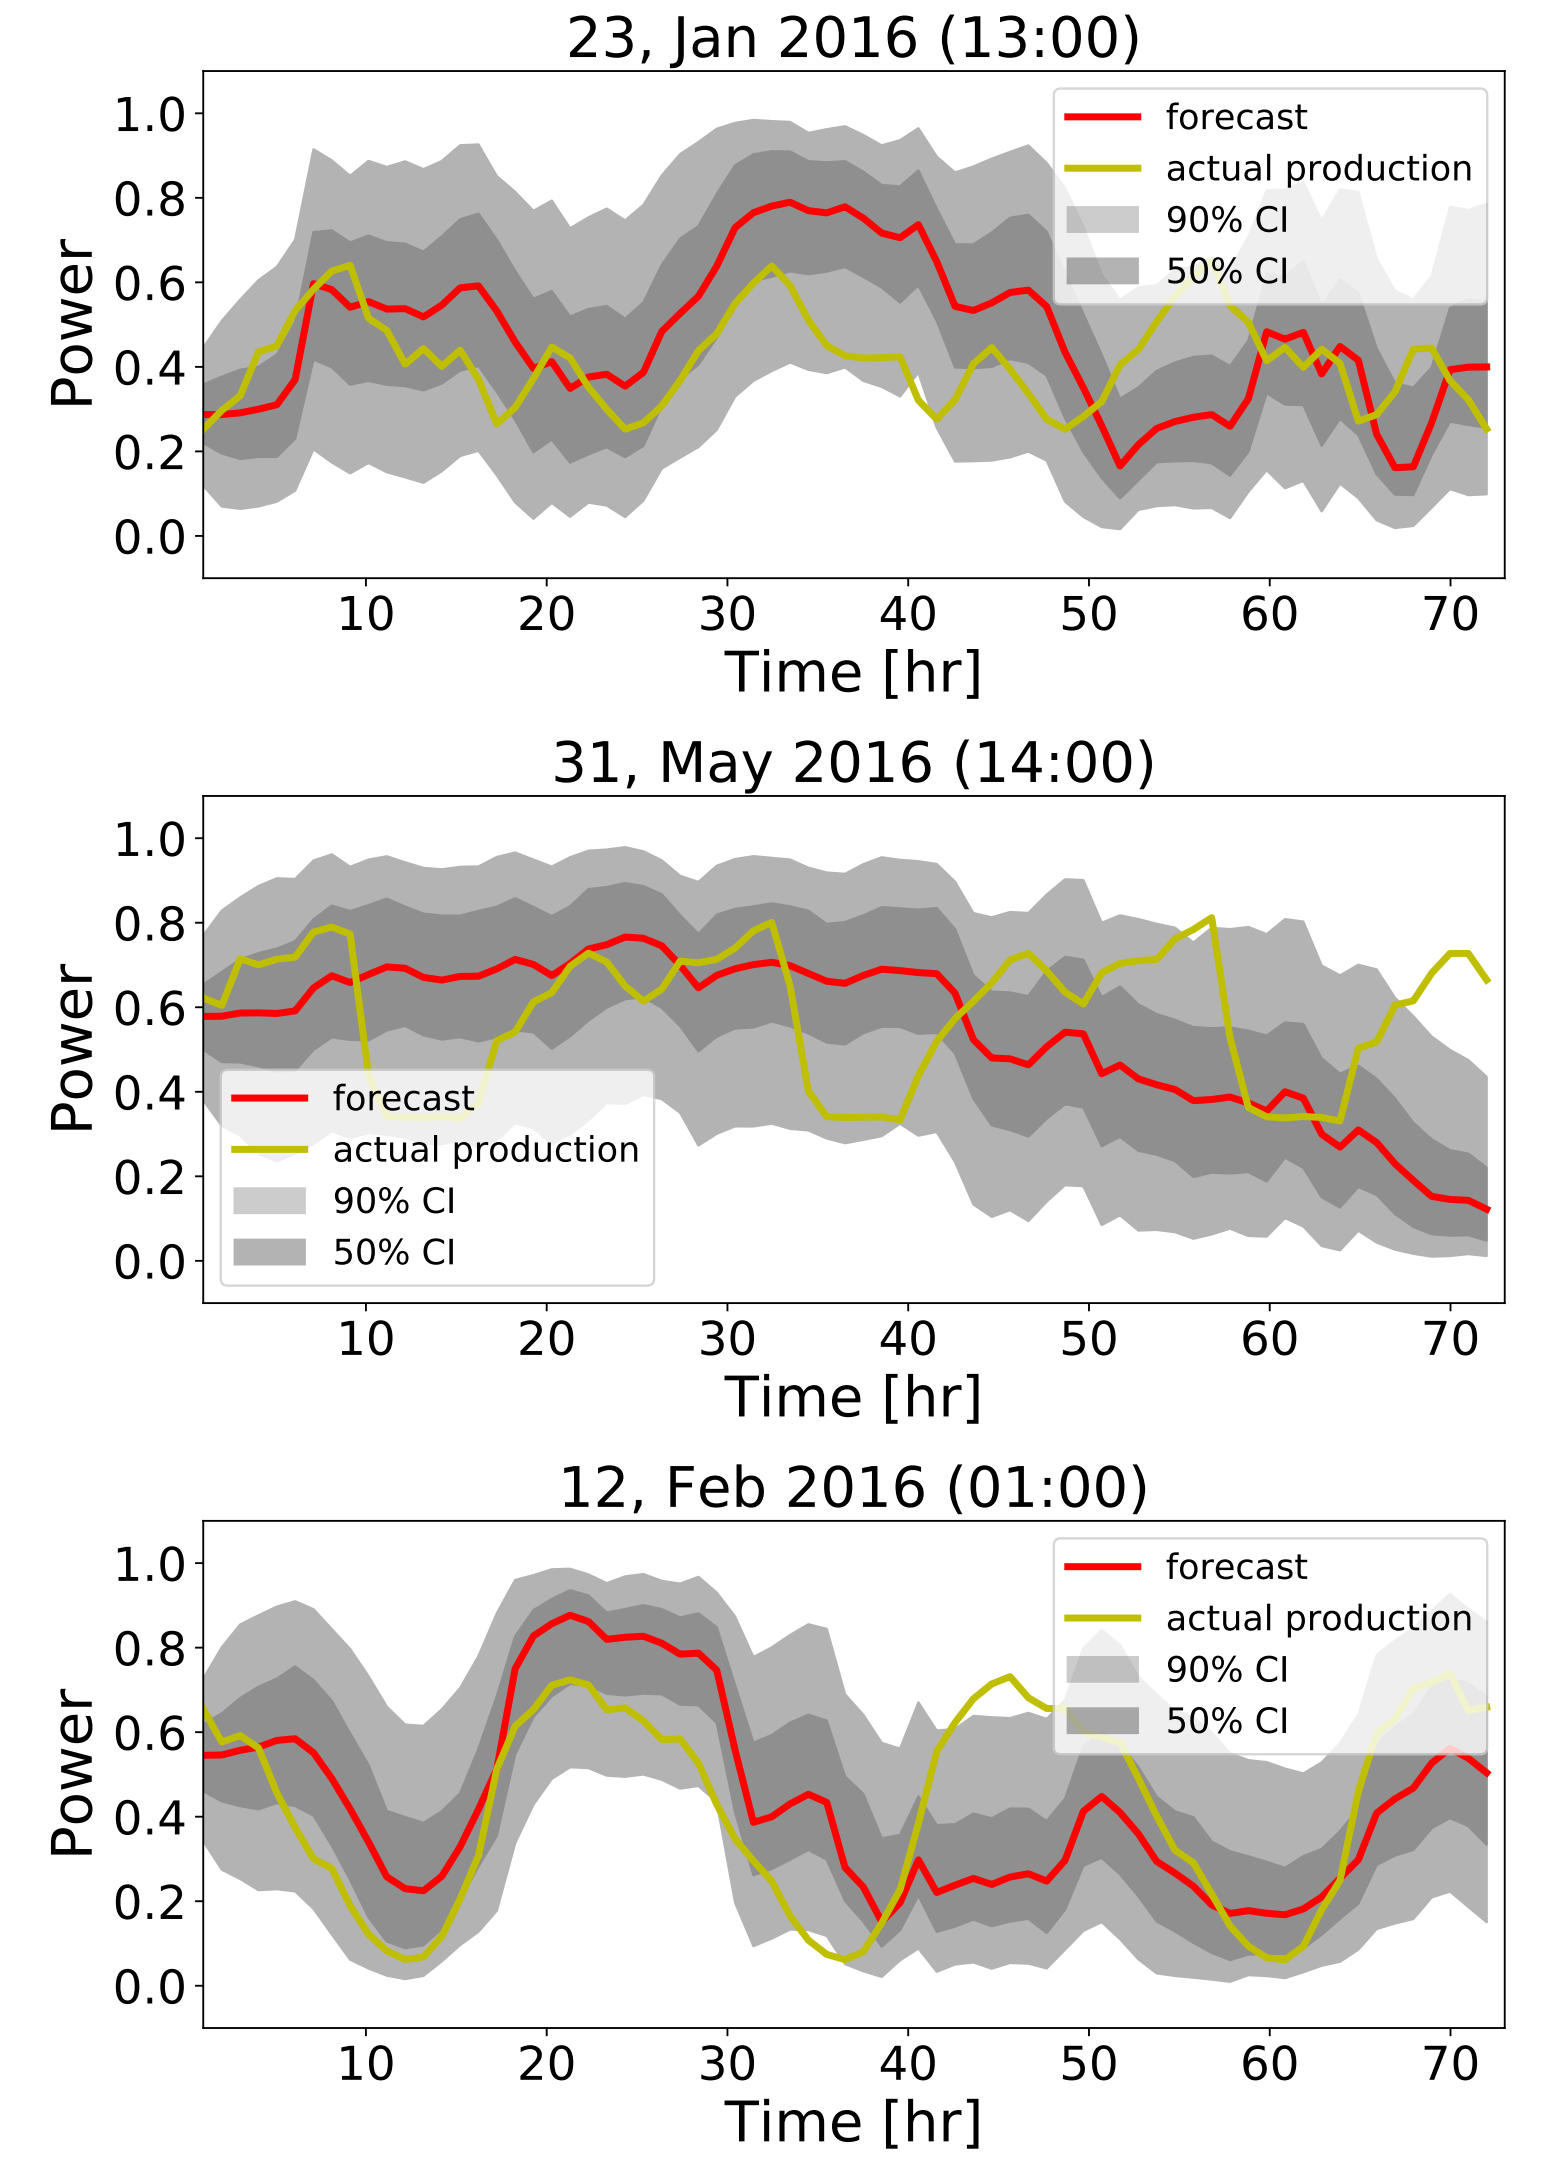 23, Jan 2016 (13:00)
1.0
0.8
0.6
0.4
0.2
0.0
Power
forecast
actual production
90% CI
50% CI
10 20 30 40 50 60 70
Time [hr]
31, May 2016 (14:00)
1.0
0.8
0.6
0.4
0.2
0.0
Power
forecast
actual production
90% CI
50% CI
10 20 30 40 50 60 70
Time [hr]
12, Feb 2016 (01:00)
1.0
0.8
0.6
0.4
0.2
0.0
Power
forecast
actual production
90% CI
50% CI
10 20 30 40 50 60 70
Time [hr]